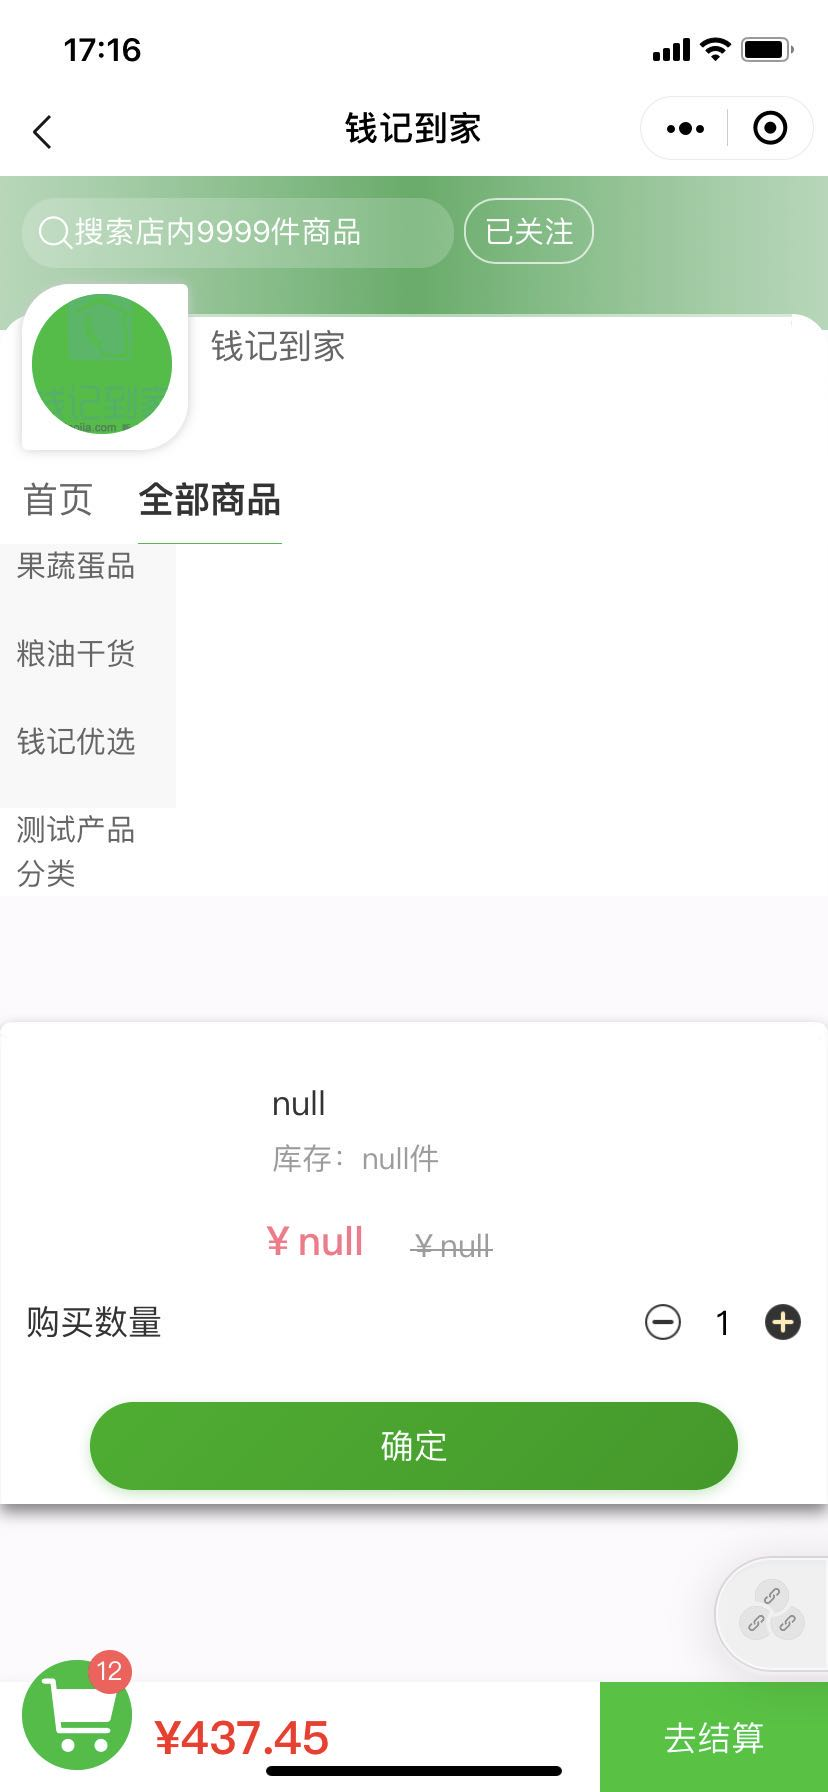 17:16
钱记到家
搜索店内9999件商品
已关注
钱记到家
记到
首页
全部商品
果蔬蛋品
粮油干货
钱记优选
测试产品
分类
null
库存：null件
¥ null
¥ null
购买数量
1
确定
12
¥437.45
去结算